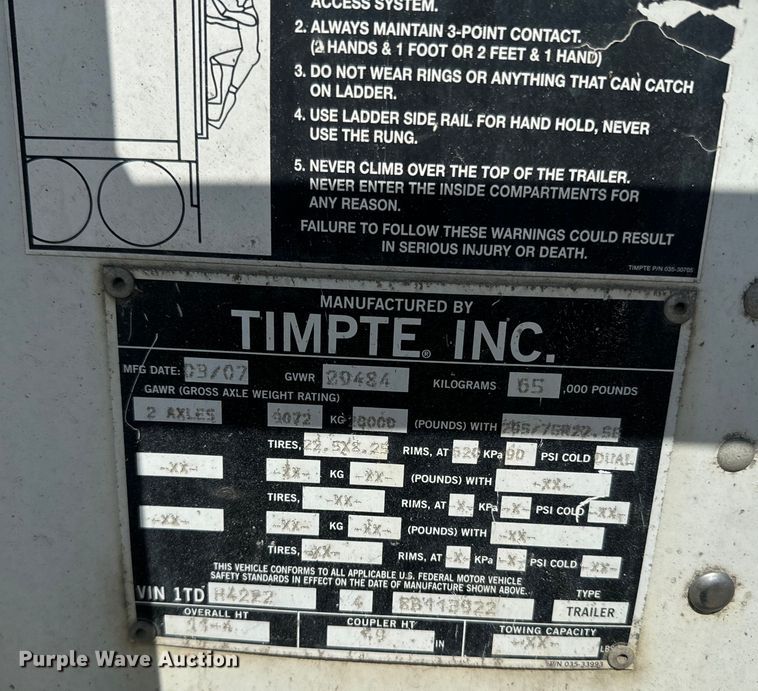 ACCESS SYSTEM.
2. ALWAYS MAINTAIN 3-POINT CONTACT.
(2 HANDS & 1 FOOT OR 2 FEET & 1 HAND)
3. DO NOT WEAR RINGS OR ANYTHING THAT CAN CATCH
ON LADDER.
4. USE LADDER SIDE RAIL FOR HAND HOLD, NEVER
USE THE RUNG.
5. NEVER CLIMB OVER THE TOP OF THE TRAILER.
NEVER ENTER THE INSIDE COMPARTMENTS FOR
ANY REASON.
FAILURE TO FOLLOW THESE WARNINGS COULD RESULT
IN SERIOUS INJURY OR DEATH.
TIMPTE P/N 035-30705
MANUFACTURED BY
TIMPTE® INC.
MFG DATE: 03/07 GVWR 29484 KILOGRAMS 65 ,000 POUNDS
GAWR (GROSS AXLE WEIGHT RATING)
2 AXLES 9072 KG (POUNDS) WITH
TIRES, 22.5X8.25 RIMS, AT 620 KPa 90 PSI COLD DUAL
-XX- -XX- KG -XX- (POUNDS) WITH -XX-
TIRES, -XX- RIMS, AT -X- KPa -X- PSI COLD -XX-
-XX- -XX- KG -XX- (POUNDS) WITH -XX-
TIRES, -XX- RIMS, AT -X- KPa -X- PSI COLD -XX-
THIS VEHICLE CONFORMS TO ALL APPLICABLE U.S. FEDERAL MOTOR VEHICLE
SAFETY STANDARDS IN EFFECT ON THE DATE OF MANUFACTURE SHOWN ABOVE.
TYPE
VIN 1TD H4222 4 TRAILER
OVERALL HT COUPLER HT TOWING CAPACITY
IN -XX- LBS
P/N 035-33993
Purple Wave Auction